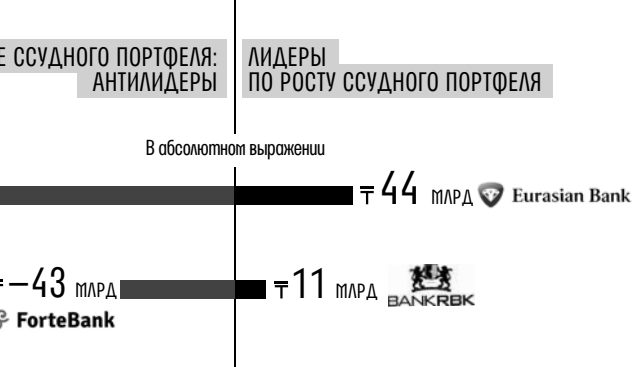 Е ССУДНОГО ПОРТФЕЛЯ:
АНТИЛИДЕРЫ
ЛИДЕРЫ
ПО РОСТУ ССУДНОГО ПОРТФЕЛЯ
В абсолютном выражении
₸ 44 МЛРД Eurasian Bank
₸ –43 МЛРД
ForteBank
₸ 11 МЛРД BANKRBK